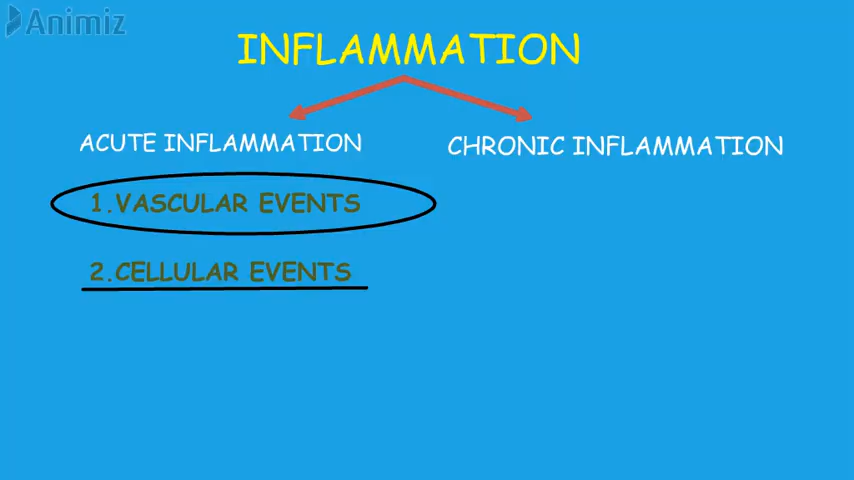 Animiz
INFLAMMATION
ACUTE INFLAMMATION
CHRONIC INFLAMMATION
1.VASCULAR EVENTS
2.CELLULAR EVENTS